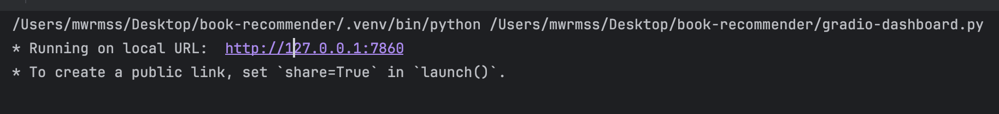 /Users/mwrmss/Desktop/book-recommender/.venv/bin/python /Users/mwrmss/Desktop/book-recommender/gradio-dashboard.py
* Running on local URL:  http://127.0.0.1:7860
* To create a public link, set `share=True` in `launch()`.